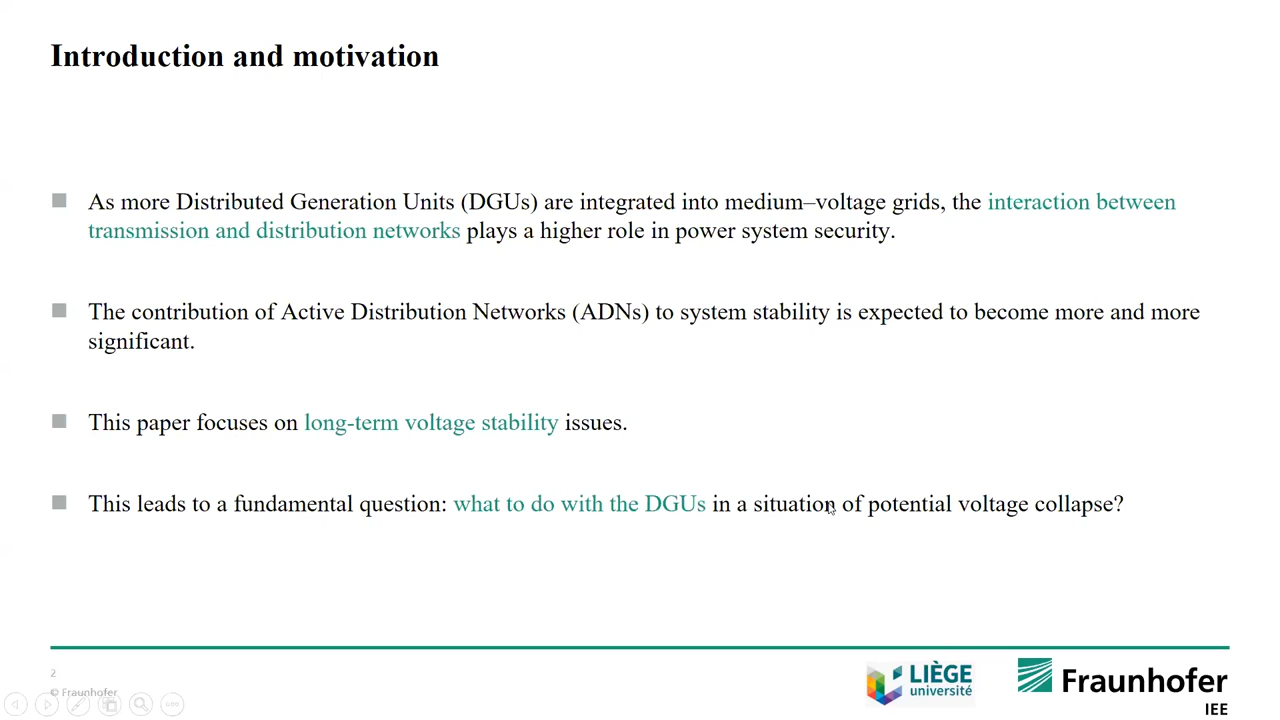 Introduction and motivation
As more Distributed Generation Units (DGUs) are integrated into medium–voltage grids, the interaction between
transmission and distribution networks plays a higher role in power system security.
The contribution of Active Distribution Networks (ADNs) to system stability is expected to become more and more
significant.
This paper focuses on long-term voltage stability issues.
This leads to a fundamental question: what to do with the DGUs in a situation of potential voltage collapse?
2
© Fraunhofer
LIÈGE
université
Fraunhofer
IEE